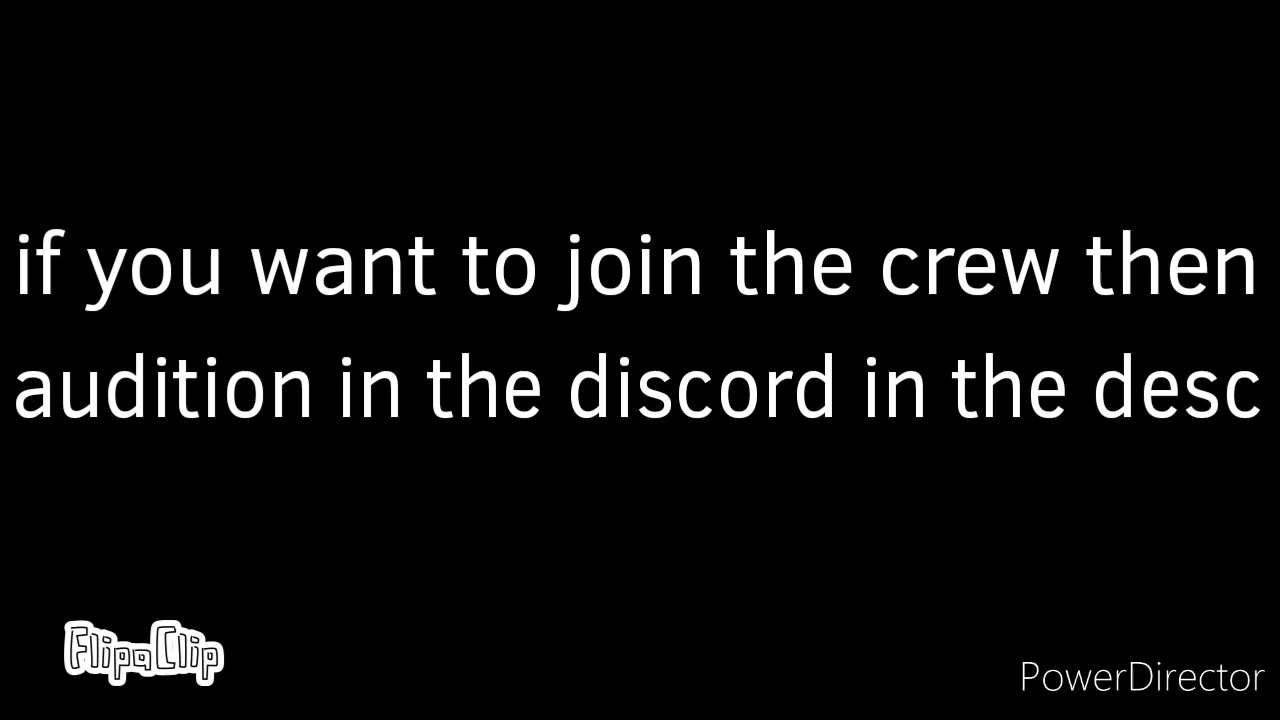 if you want to join the crew then
audition in the discord in the desc
FlipaClip
PowerDirector